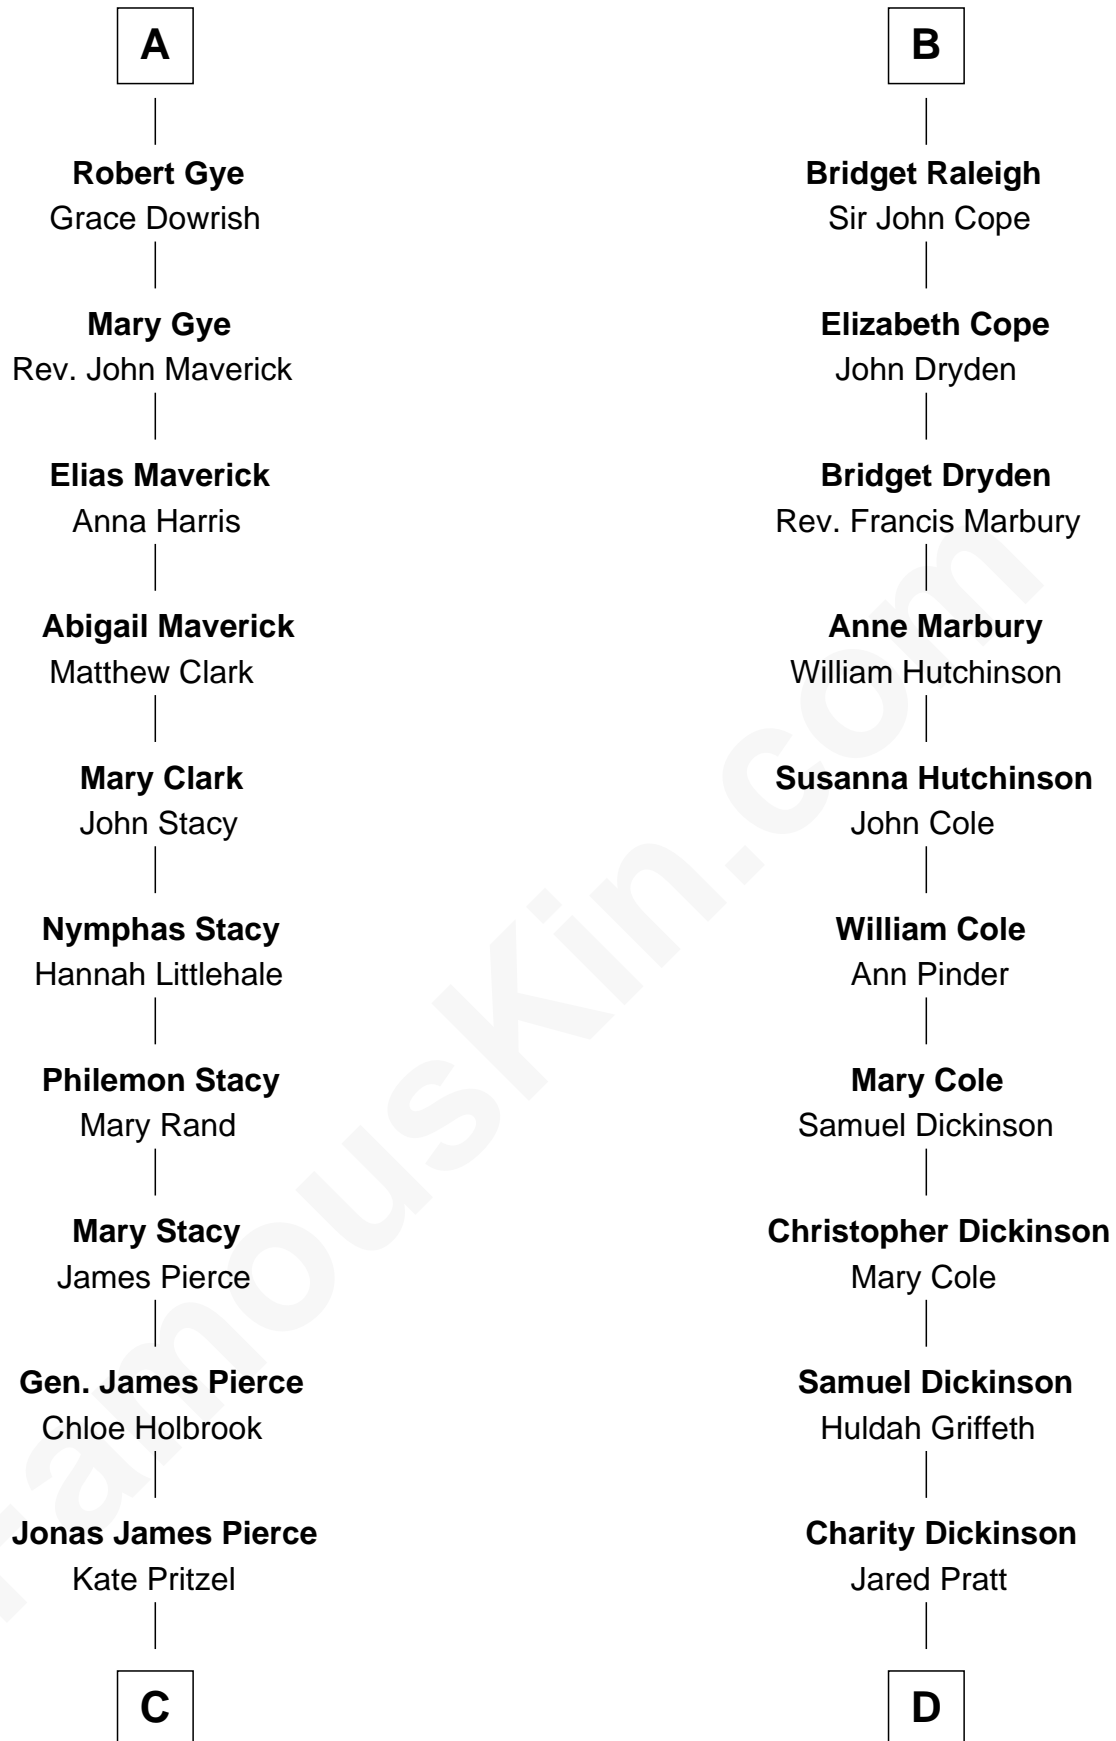 A
Robert Gye
Grace Dowrish
Mary Gye
Rev. John Maverick
Elias Maverick
Anna Harris
Abigail Maverick
Matthew Clark
Mary Clark
John Stacy
Nymphas Stacy
Hannah Littlehale
Philemon Stacy
Mary Rand
Mary Stacy
James Pierce
Gen. James Pierce
Chloe Holbrook
Jonas James Pierce
Kate Pritzel
C
B
Bridget Raleigh
Sir John Cope
Elizabeth Cope
John Dryden
Bridget Dryden
Rev. Francis Marbury
Anne Marbury
William Hutchinson
Susanna Hutchinson
John Cole
William Cole
Ann Pinder
Mary Cole
Samuel Dickinson
Christopher Dickinson
Mary Cole
Samuel Dickinson
Huldah Griffeth
Charity Dickinson
Jared Pratt
D
FamousKin.com